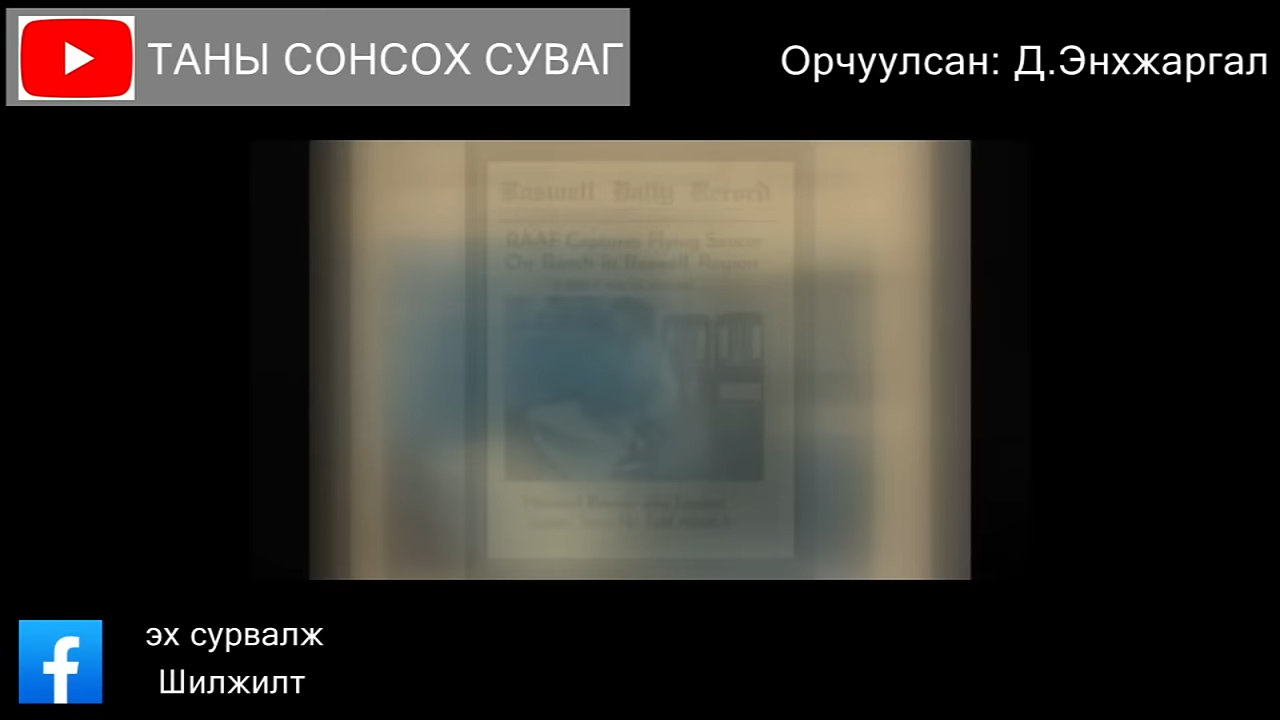 ТАНЫ СОНСОХ СУВАГ
Орчуулсан: Д.Энхжаргал
Roswell Daily Record
RAAF Captures Flying Saucer
On Ranch in Roswell Region
эх сурвалж
Шилжилт